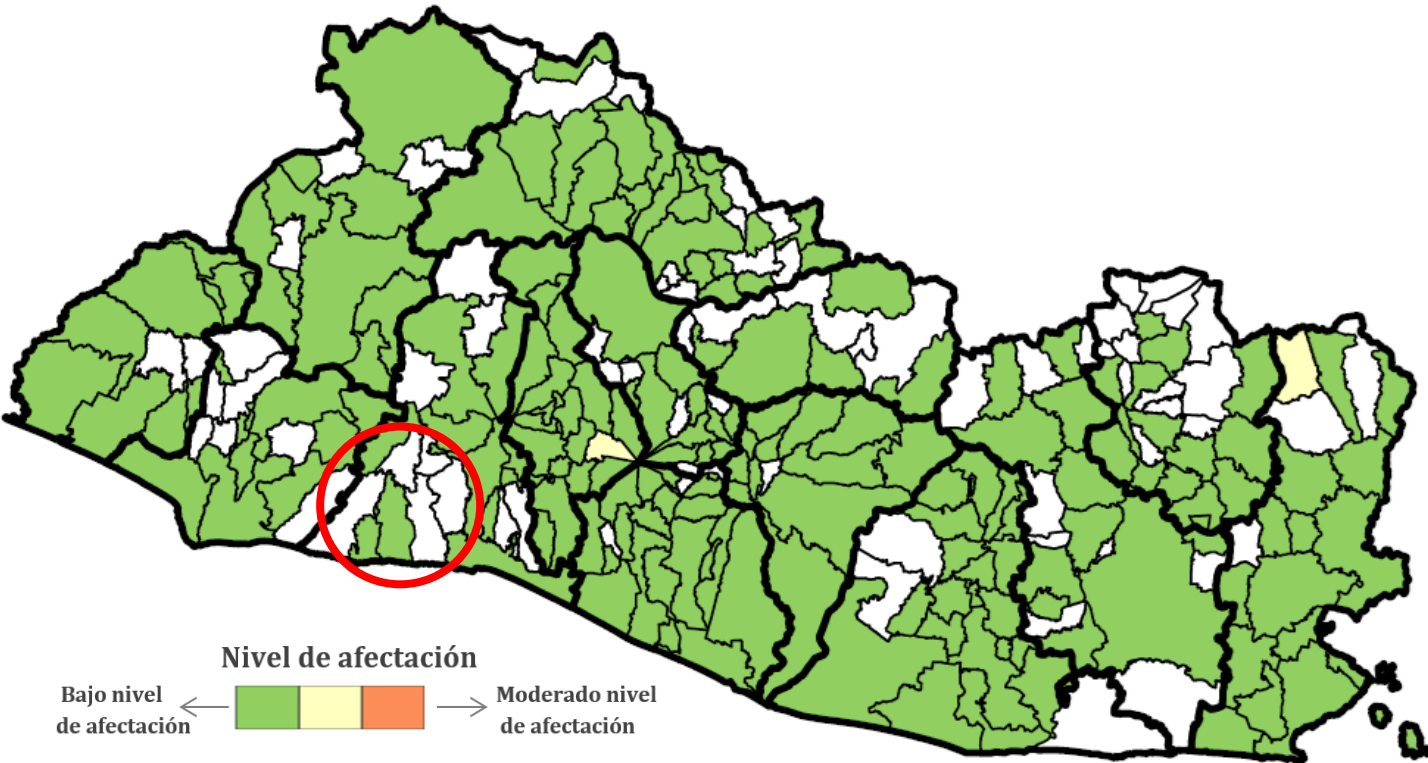 Nivel de afectación
Bajo nivel
de afectación
Moderado nivel
de afectación